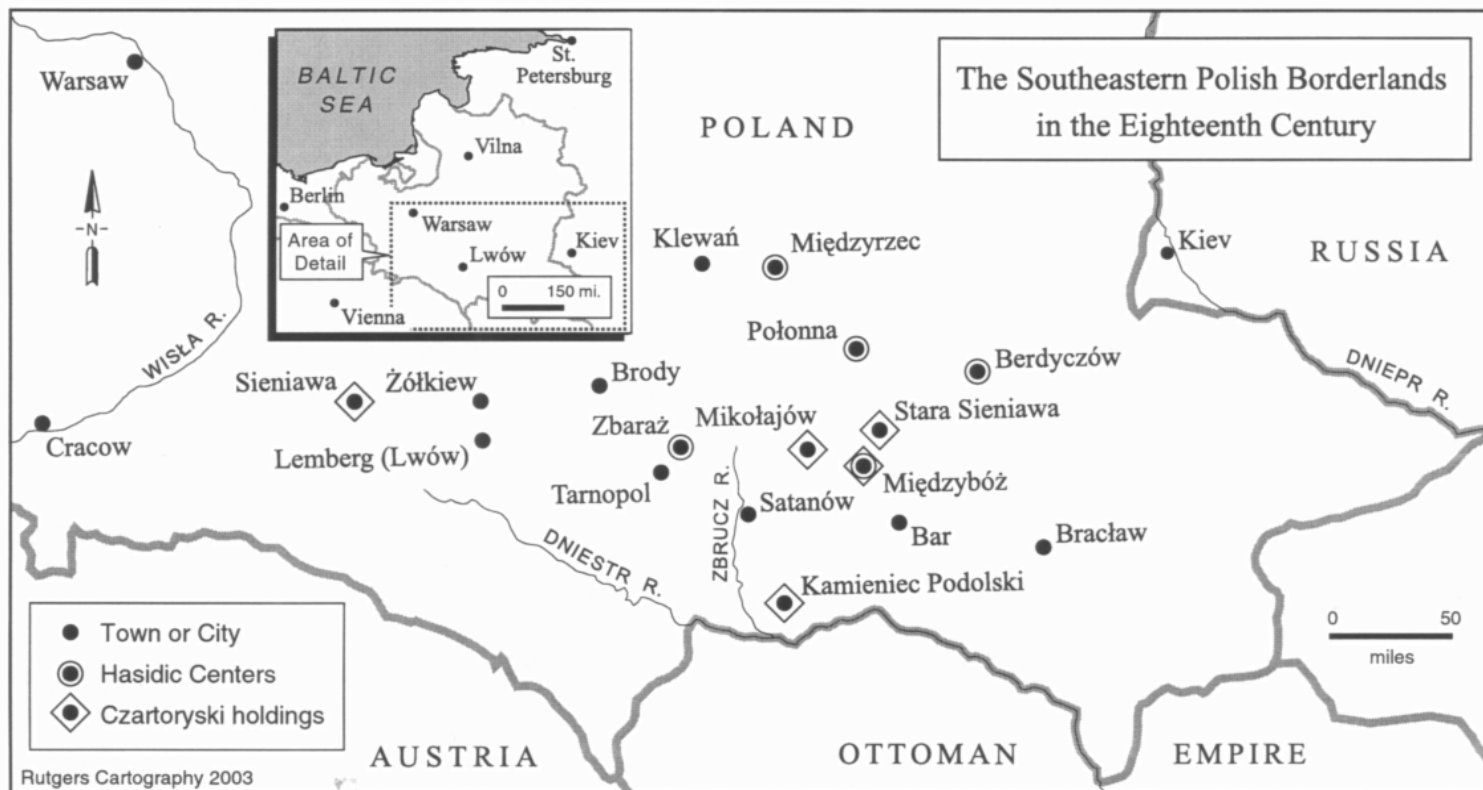 The Southeastern Polish Borderlands
in the Eighteenth Century
Warsaw
BALTIC
SEA
St.
Petersburg
Vilna
Berlin
Warsaw
Area of
Detail
Lwów
Kiev
0 150 mi.
Vienna
POLAND
RUSSIA
-N-
WISŁA R.
Klewań
Międzyrzec
Kiev
Połonna
Berdyczów
DNIEPR R.
Sieniawa
Żółkiew
Brody
Stara Sieniawa
Cracow
Lemberg (Lwów)
Zbaraż
Mikołajów
Międzybóż
Tarnopol
ZBRUCZ R.
Satanów
Bar
Bracław
DNIESTR R.
Kamieniec Podolski
Town or City
Hasidic Centers
Czartoryski holdings
0 50
miles
AUSTRIA
OTTOMAN EMPIRE
Rutgers Cartography 2003